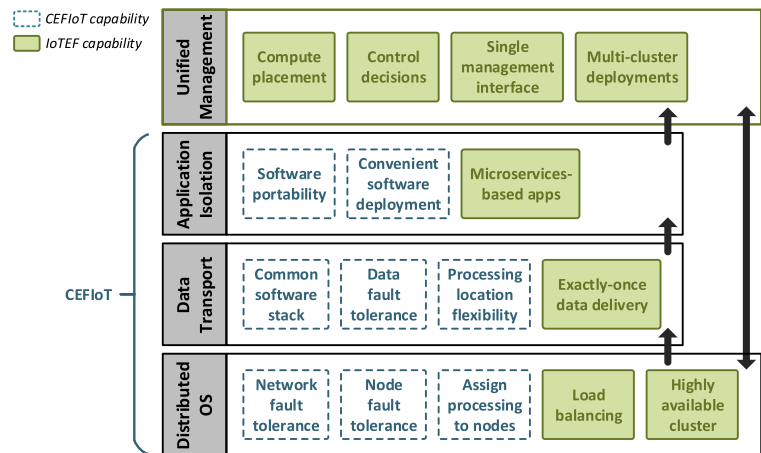 CEFIoT capability
IoTEF capability
Unified
Management
Compute
placement
Control
decisions
Single
management
interface
Multi-cluster
deployments
CEFIoT
Application
Isolation
Software
portability
Convenient
software
deployment
Microservices-
based apps
Data
Transport
Common
software
stack
Data
fault
tolerance
Processing
location
flexibility
Exactly-once
data delivery
Distributed
OS
Network
fault
tolerance
Node
fault
tolerance
Assign
processing
to nodes
Load
balancing
Highly
available
cluster